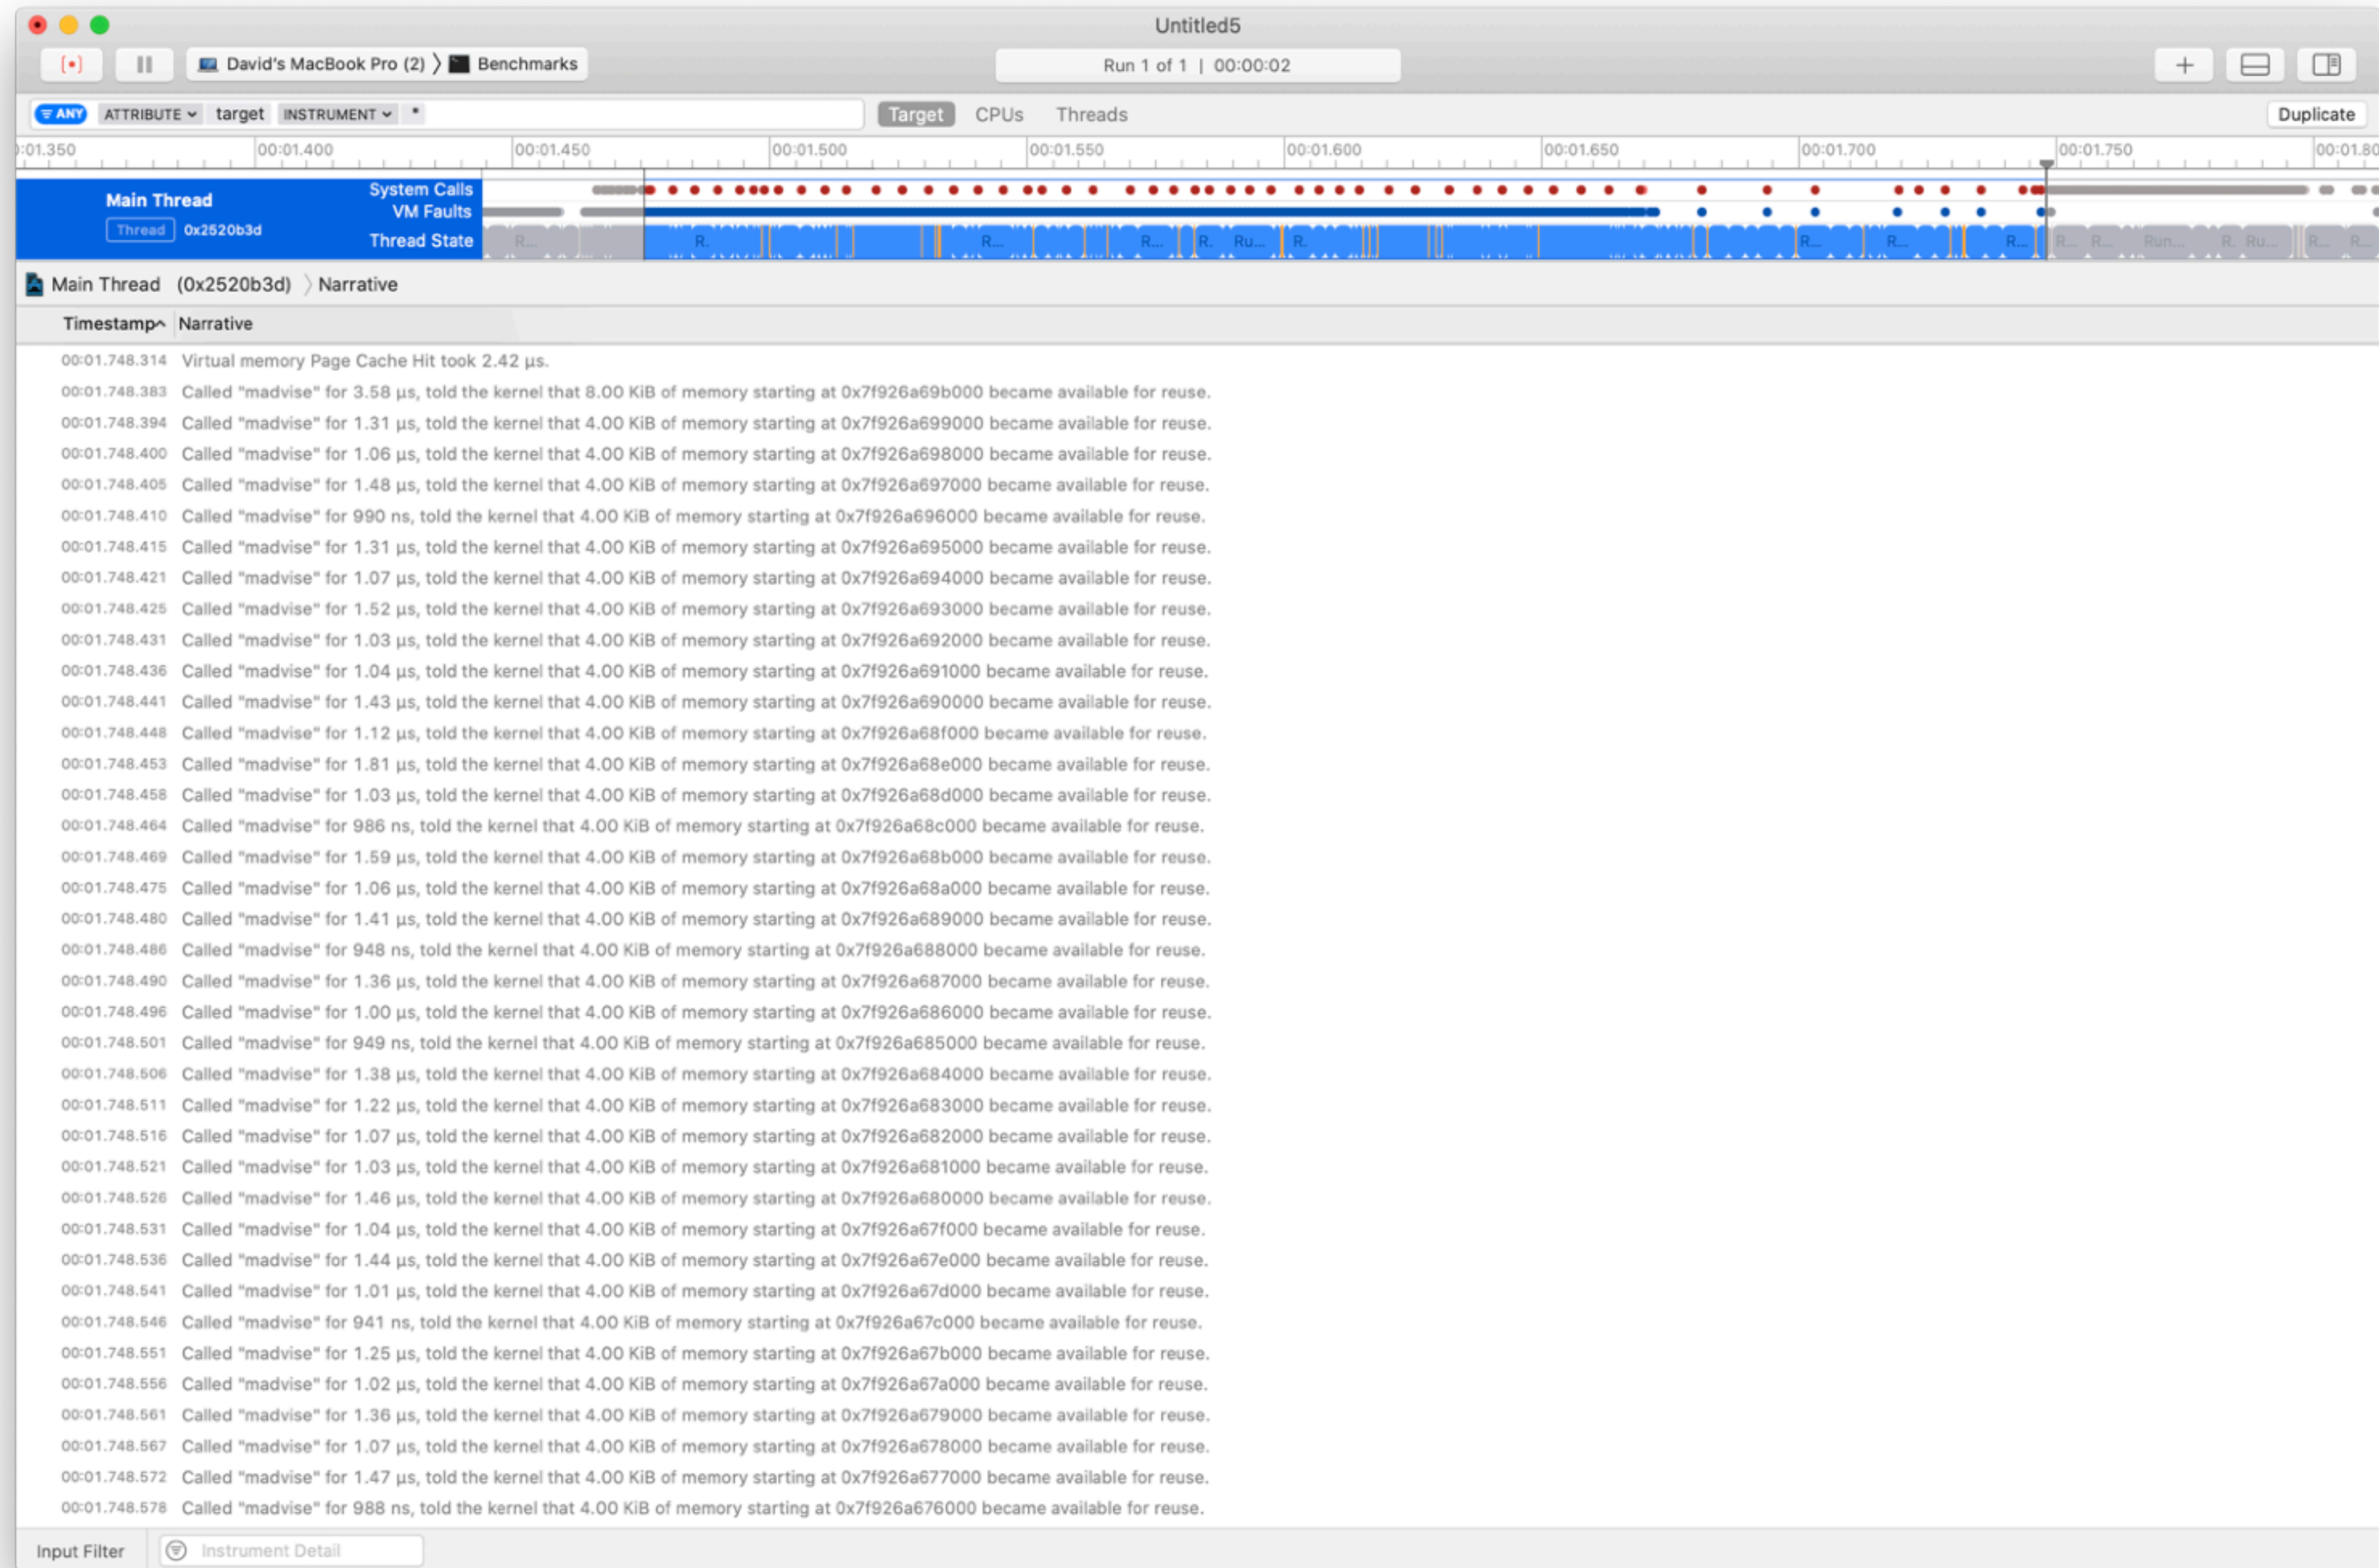 Untitled5
David's MacBook Pro (2) 〉 Benchmarks
Run 1 of 1 | 00:00:02
ANY ATTRIBUTE target INSTRUMENT *
Target CPUs Threads
Duplicate
):01.350 00:01.400 00:01.450 00:01.500 00:01.550 00:01.600 00:01.650 00:01.700 00:01.750 00:01.80
Main Thread
Thread 0x2520b3d
System Calls
VM Faults
Thread State
R... R. R... R... R. Ru... R. R... R... R... R... R... Run... R. Ru... R... R...
Main Thread (0x2520b3d) 〉 Narrative
Timestamp Narrative
00:01.748.314 Virtual memory Page Cache Hit took 2.42 µs.
00:01.748.383 Called "madvise" for 3.58 µs, told the kernel that 8.00 KiB of memory starting at 0x7f926a69b000 became available for reuse.
00:01.748.394 Called "madvise" for 1.31 µs, told the kernel that 4.00 KiB of memory starting at 0x7f926a699000 became available for reuse.
00:01.748.400 Called "madvise" for 1.06 µs, told the kernel that 4.00 KiB of memory starting at 0x7f926a698000 became available for reuse.
00:01.748.405 Called "madvise" for 1.48 µs, told the kernel that 4.00 KiB of memory starting at 0x7f926a697000 became available for reuse.
00:01.748.410 Called "madvise" for 990 ns, told the kernel that 4.00 KiB of memory starting at 0x7f926a696000 became available for reuse.
00:01.748.415 Called "madvise" for 1.31 µs, told the kernel that 4.00 KiB of memory starting at 0x7f926a695000 became available for reuse.
00:01.748.421 Called "madvise" for 1.07 µs, told the kernel that 4.00 KiB of memory starting at 0x7f926a694000 became available for reuse.
00:01.748.425 Called "madvise" for 1.52 µs, told the kernel that 4.00 KiB of memory starting at 0x7f926a693000 became available for reuse.
00:01.748.431 Called "madvise" for 1.03 µs, told the kernel that 4.00 KiB of memory starting at 0x7f926a692000 became available for reuse.
00:01.748.436 Called "madvise" for 1.04 µs, told the kernel that 4.00 KiB of memory starting at 0x7f926a691000 became available for reuse.
00:01.748.441 Called "madvise" for 1.43 µs, told the kernel that 4.00 KiB of memory starting at 0x7f926a690000 became available for reuse.
00:01.748.448 Called "madvise" for 1.12 µs, told the kernel that 4.00 KiB of memory starting at 0x7f926a68f000 became available for reuse.
00:01.748.453 Called "madvise" for 1.81 µs, told the kernel that 4.00 KiB of memory starting at 0x7f926a68e000 became available for reuse.
00:01.748.458 Called "madvise" for 1.03 µs, told the kernel that 4.00 KiB of memory starting at 0x7f926a68d000 became available for reuse.
00:01.748.464 Called "madvise" for 986 ns, told the kernel that 4.00 KiB of memory starting at 0x7f926a68c000 became available for reuse.
00:01.748.469 Called "madvise" for 1.59 µs, told the kernel that 4.00 KiB of memory starting at 0x7f926a68b000 became available for reuse.
00:01.748.475 Called "madvise" for 1.06 µs, told the kernel that 4.00 KiB of memory starting at 0x7f926a68a000 became available for reuse.
00:01.748.480 Called "madvise" for 1.41 µs, told the kernel that 4.00 KiB of memory starting at 0x7f926a689000 became available for reuse.
00:01.748.486 Called "madvise" for 948 ns, told the kernel that 4.00 KiB of memory starting at 0x7f926a688000 became available for reuse.
00:01.748.490 Called "madvise" for 1.36 µs, told the kernel that 4.00 KiB of memory starting at 0x7f926a687000 became available for reuse.
00:01.748.496 Called "madvise" for 1.00 µs, told the kernel that 4.00 KiB of memory starting at 0x7f926a686000 became available for reuse.
00:01.748.501 Called "madvise" for 949 ns, told the kernel that 4.00 KiB of memory starting at 0x7f926a685000 became available for reuse.
00:01.748.506 Called "madvise" for 1.38 µs, told the kernel that 4.00 KiB of memory starting at 0x7f926a684000 became available for reuse.
00:01.748.511 Called "madvise" for 1.22 µs, told the kernel that 4.00 KiB of memory starting at 0x7f926a683000 became available for reuse.
00:01.748.516 Called "madvise" for 1.07 µs, told the kernel that 4.00 KiB of memory starting at 0x7f926a682000 became available for reuse.
00:01.748.521 Called "madvise" for 1.03 µs, told the kernel that 4.00 KiB of memory starting at 0x7f926a681000 became available for reuse.
00:01.748.526 Called "madvise" for 1.46 µs, told the kernel that 4.00 KiB of memory starting at 0x7f926a680000 became available for reuse.
00:01.748.531 Called "madvise" for 1.04 µs, told the kernel that 4.00 KiB of memory starting at 0x7f926a67f000 became available for reuse.
00:01.748.536 Called "madvise" for 1.44 µs, told the kernel that 4.00 KiB of memory starting at 0x7f926a67e000 became available for reuse.
00:01.748.541 Called "madvise" for 1.01 µs, told the kernel that 4.00 KiB of memory starting at 0x7f926a67d000 became available for reuse.
00:01.748.546 Called "madvise" for 941 ns, told the kernel that 4.00 KiB of memory starting at 0x7f926a67c000 became available for reuse.
00:01.748.551 Called "madvise" for 1.25 µs, told the kernel that 4.00 KiB of memory starting at 0x7f926a67b000 became available for reuse.
00:01.748.556 Called "madvise" for 1.02 µs, told the kernel that 4.00 KiB of memory starting at 0x7f926a67a000 became available for reuse.
00:01.748.561 Called "madvise" for 1.36 µs, told the kernel that 4.00 KiB of memory starting at 0x7f926a679000 became available for reuse.
00:01.748.567 Called "madvise" for 1.07 µs, told the kernel that 4.00 KiB of memory starting at 0x7f926a678000 became available for reuse.
00:01.748.572 Called "madvise" for 1.47 µs, told the kernel that 4.00 KiB of memory starting at 0x7f926a677000 became available for reuse.
00:01.748.578 Called "madvise" for 988 ns, told the kernel that 4.00 KiB of memory starting at 0x7f926a676000 became available for reuse.
Input Filter Instrument Detail